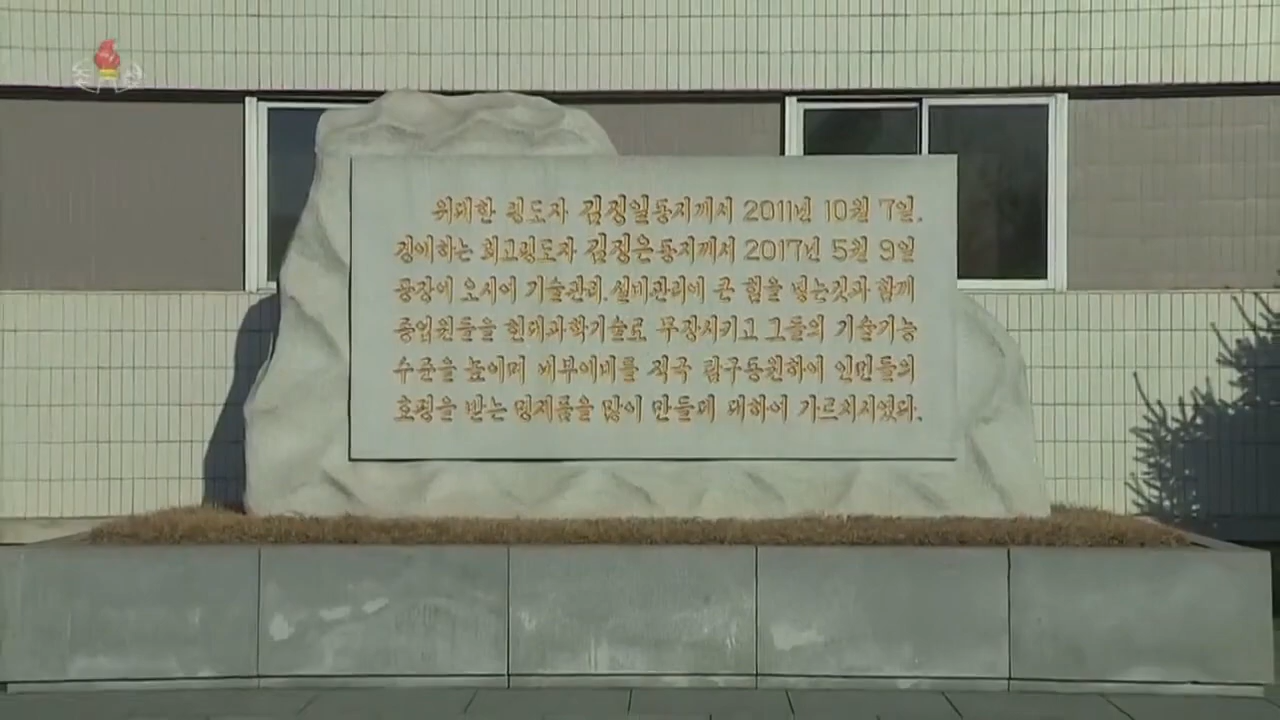 조선
위대한 령도자 김정일동지께서 2011년 10월 7일,
경애하는 최고령도자 김정은동지께서 2017년 5월 9일
공장에 오시여 기술관리, 설비관리에 큰 힘을 넣는것과 함께
종업원들을 현대과학기술로 무장시키고 그들의 기술기능
수준을 높이며 내부예비를 적극 탐구동원하여 인민들의
호평을 받는 명제품을 많이 만들데 대하여 가르치시였다.